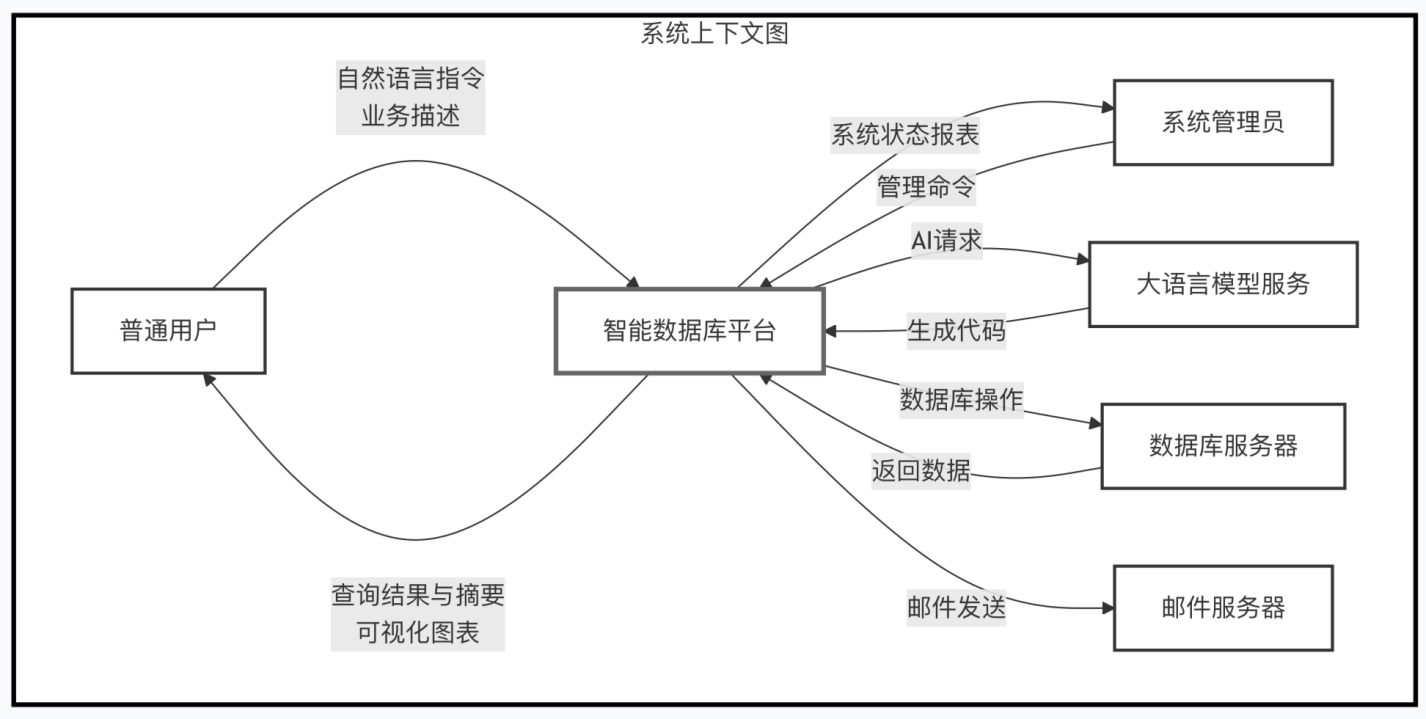 系统上下文图
自然语言指令
业务描述
系统状态报表
系统管理员
管理命令
AI请求
大语言模型服务
普通用户
智能数据库平台
生成代码
数据库操作
数据库服务器
返回数据
查询结果与摘要
可视化图表
邮件发送
邮件服务器